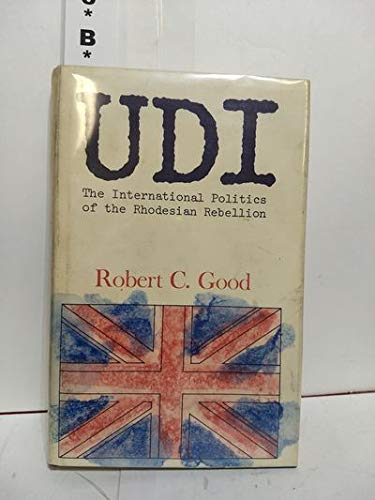 * B *
UDI
The International Politics
of the Rhodesian Rebellion
Robert C. Good